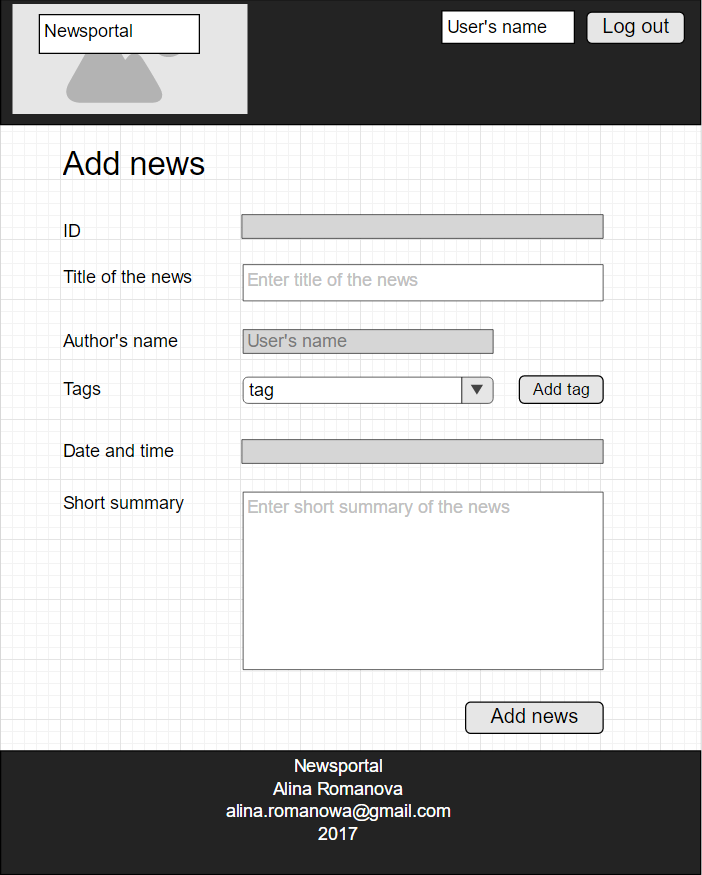 Newsportal
User's name
Log out
Add news
ID
Title of the news
Enter title of the news
Author's name
User's name
Tags
tag
Add tag
Date and time
Short summary
Enter short summary of the news
Add news
Newsportal
Alina Romanova
alina.romanowa@gmail.com
2017